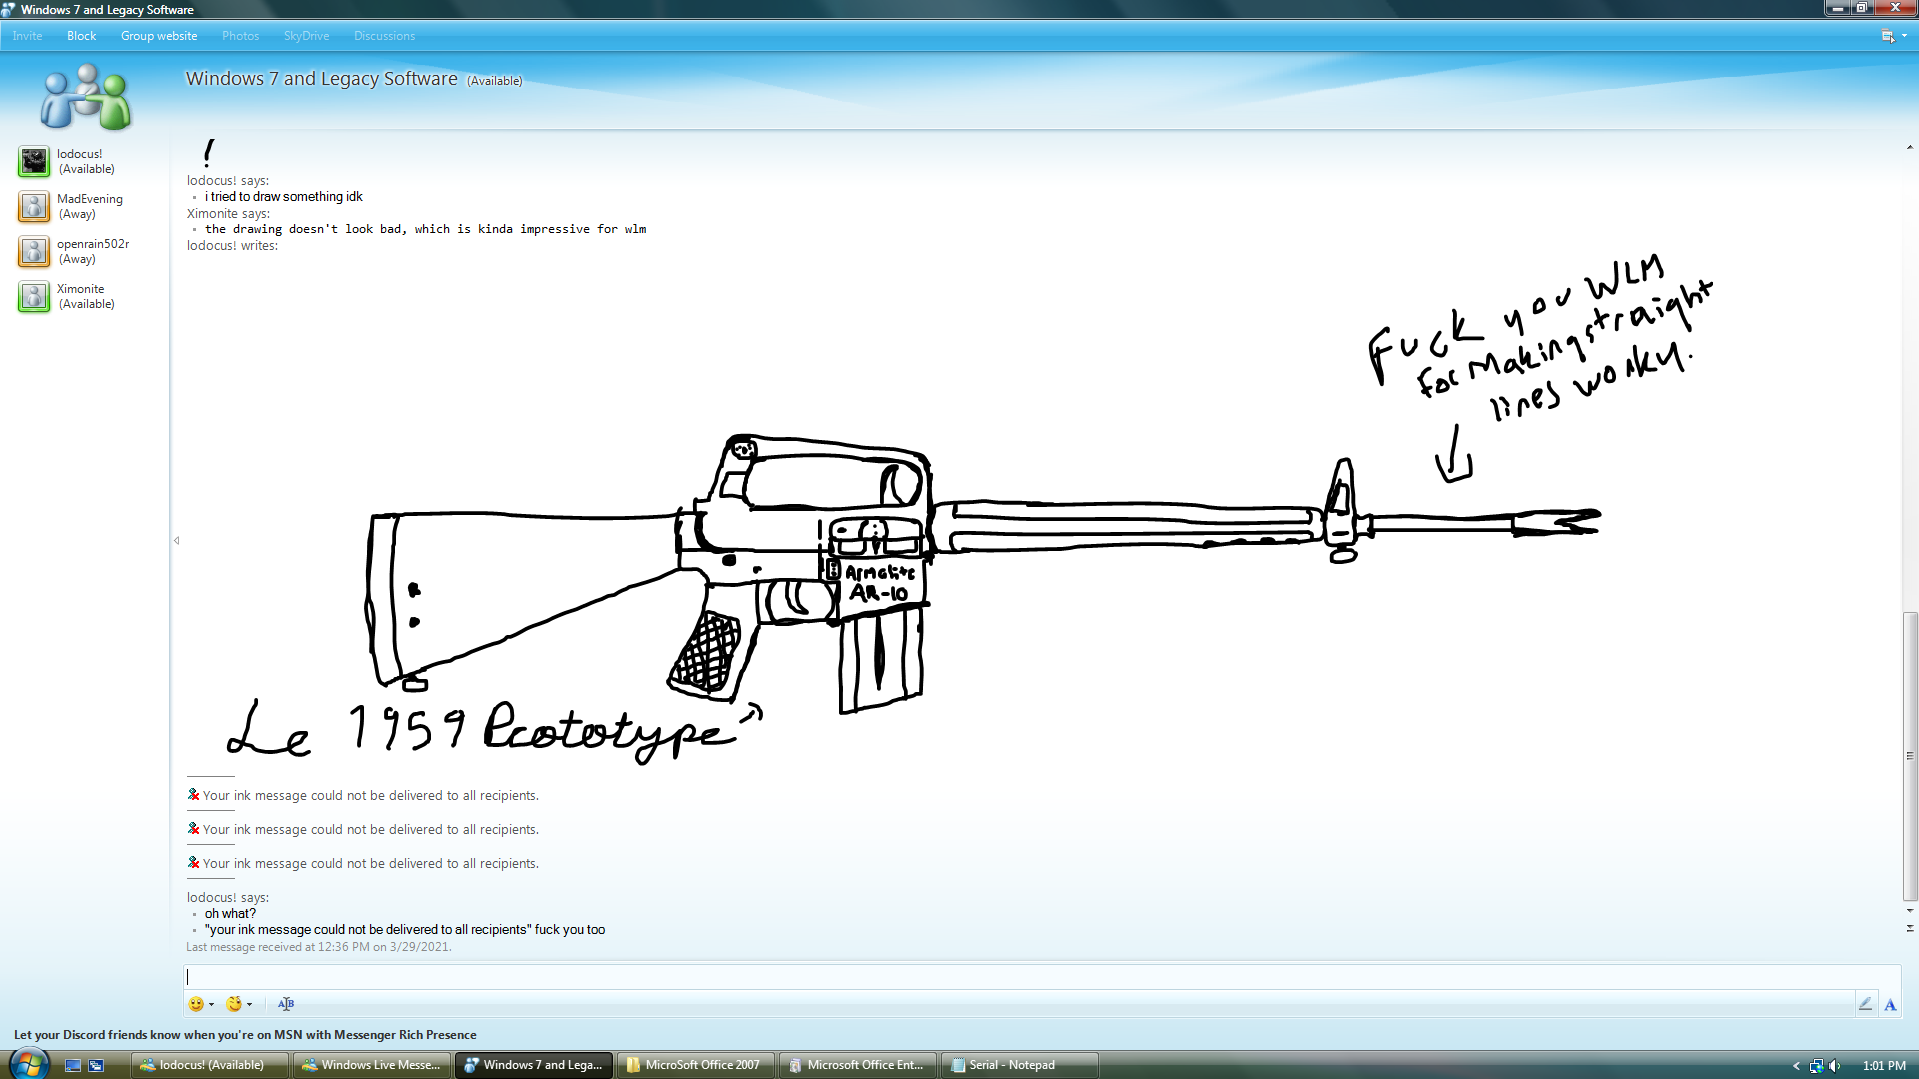 Windows 7 and Legacy Software
Invite Block Group website Photos SkyDrive Discussions
Windows 7 and Legacy Software (Available)
lodocus!
(Available)
MadEvening
(Away)
openrain502r
(Away)
Ximonite
(Available)
!
lodocus! says:
i tried to draw something idk
Ximonite says:
the drawing doesn't look bad, which is kinda impressive for wlm
lodocus! writes:
Fuck you WLM
for making straight
lines wonky.
Armalite
AR-10
Le 1959 Prototype
Your ink message could not be delivered to all recipients.
Your ink message could not be delivered to all recipients.
Your ink message could not be delivered to all recipients.
lodocus! says:
oh what?
"your ink message could not be delivered to all recipients" fuck you too
Last message received at 12:36 PM on 3/29/2021.
Let your Discord friends know when you're on MSN with Messenger Rich Presence
lodocus! (Available) Windows Live Messe... Windows 7 and Lega... MicroSoft Office 2007 Microsoft Office Ent... Serial - Notepad 1:01 PM